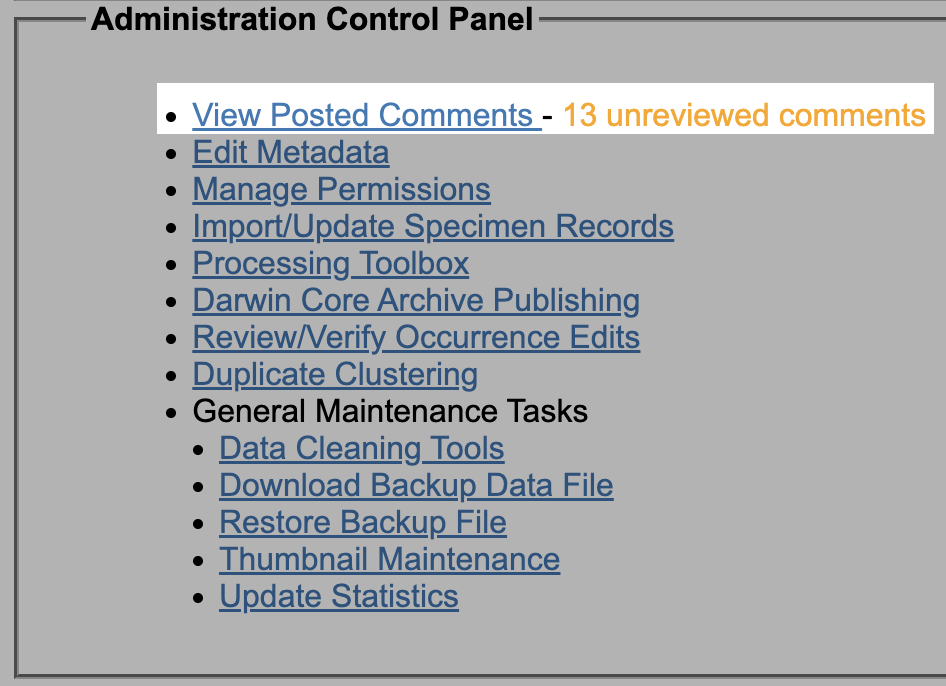 Administration Control Panel
View Posted Comments - 13 unreviewed comments
Edit Metadata
Manage Permissions
Import/Update Specimen Records
Processing Toolbox
Darwin Core Archive Publishing
Review/Verify Occurrence Edits
Duplicate Clustering
General Maintenance Tasks
Data Cleaning Tools
Download Backup Data File
Restore Backup File
Thumbnail Maintenance
Update Statistics